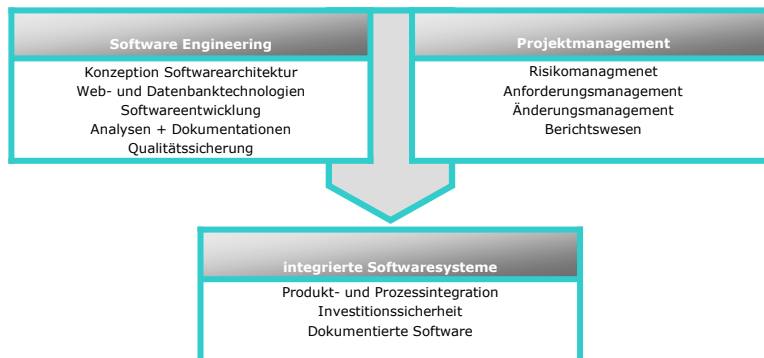 Software Engineering
Konzeption Softwarearchitektur
Web- und Datenbanktechnologien
Softwareentwicklung
Analysen + Dokumentationen
Qualitätssicherung
Projektmanagement
Risikomanagmenet
Anforderungsmanagement
Änderungsmanagement
Berichtswesen
integrierte Softwaresysteme
Produkt- und Prozessintegration
Investitionssicherheit
Dokumentierte Software